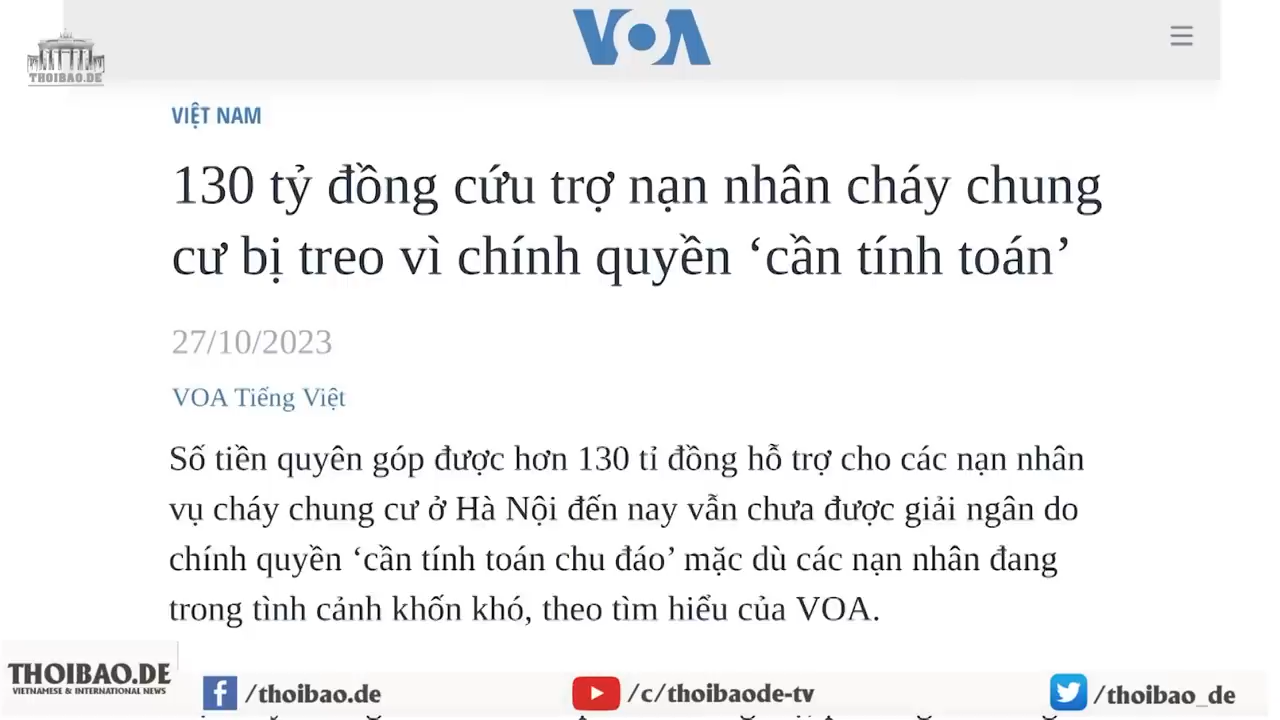 VOA
THOIBAO.DE
VIỆT NAM
130 tỷ đồng cứu trợ nạn nhân cháy chung
cư bị treo vì chính quyền ‘cần tính toán’
27/10/2023
VOA Tiếng Việt
Số tiền quyên góp được hơn 130 tỉ đồng hỗ trợ cho các nạn nhân
vụ cháy chung cư ở Hà Nội đến nay vẫn chưa được giải ngân do
chính quyền ‘cần tính toán chu đáo’ mặc dù các nạn nhân đang
trong tình cảnh khốn khó, theo tìm hiểu của VOA.
THOIBAO.DE
VIETNAMESE & INTERNATIONAL NEWS
/thoibao.de
/c/thoibaode-tv
/thoibao_de